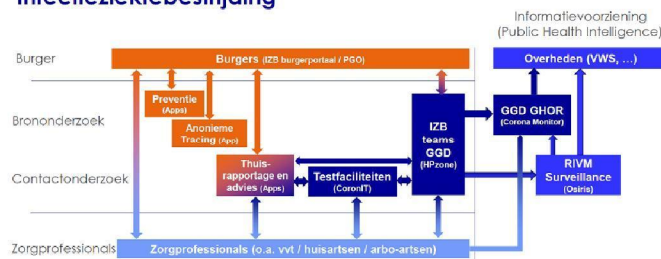 Infectieziektebestrijding
Informatievoorziening
(Public Health Intelligence)
Burger
Burgers (IZB burgerportaal / PGO)
Overheden (VWS, ...)
Preventie
(Apps)
Brononderzoek
Anonieme
Tracing (App)
IZB
teams
GGD
(HPzone)
GGD GHOR
(Corona Monitor)
Contactonderzoek
Thuis-
rapportage en
advies (Apps)
Testfaciliteiten
(CoronIT)
RIVM
Surveillance
(Osiris)
Zorgprofessionals
Zorgprofessionals (o.a. vvt / huisartsen / arbo-artsen)